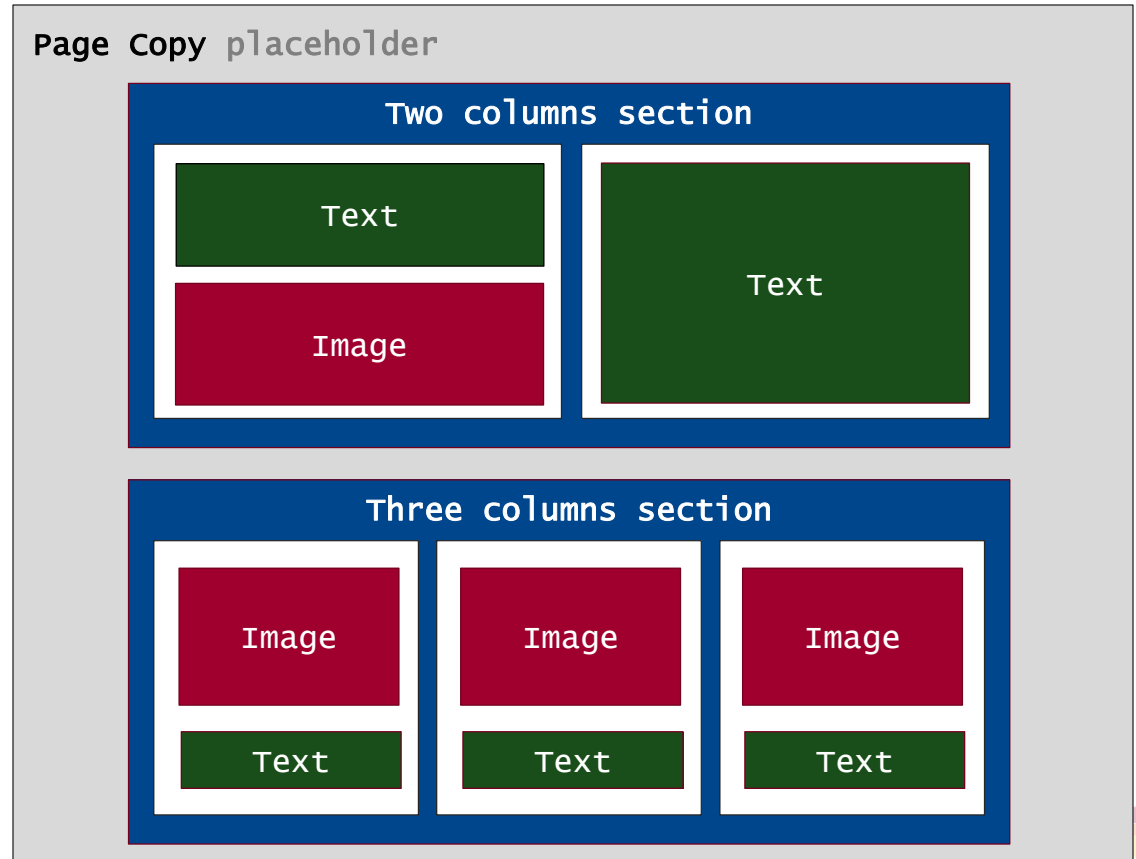 Page Copy placeholder
Two columns section
Text
Image
Text
Three columns section
Image
Text
Image
Text
Image
Text